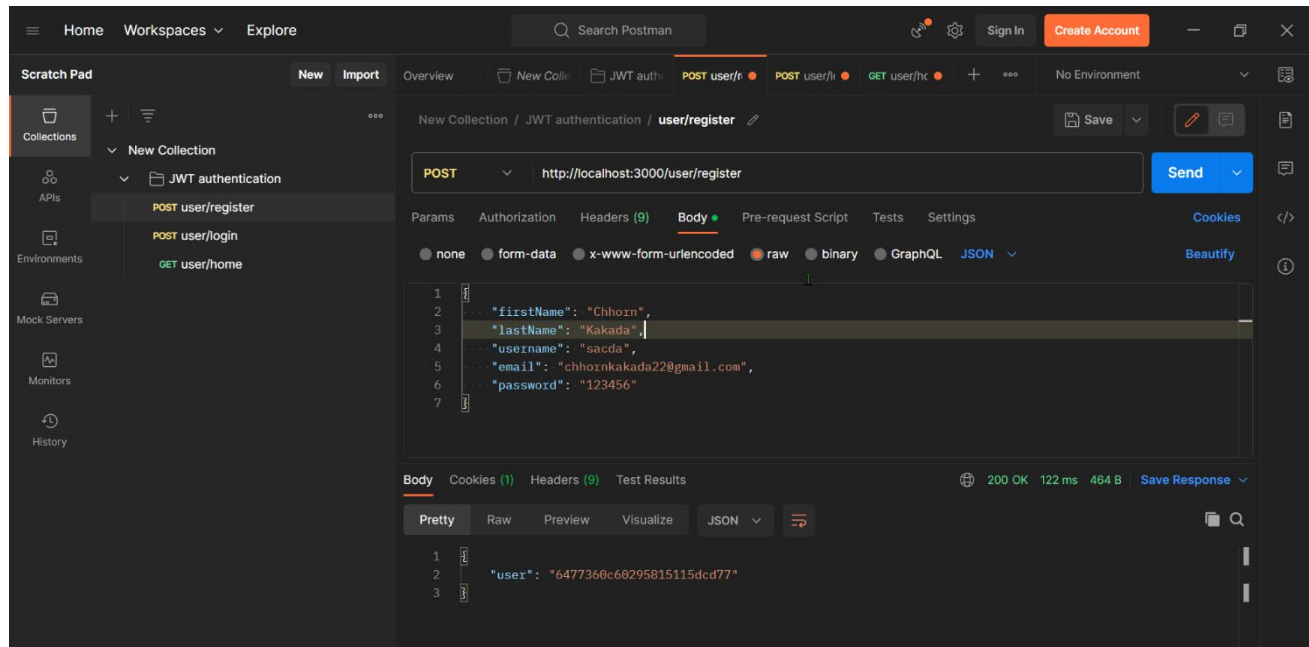 Home Workspaces Explore Search Postman Sign In Create Account
Scratch Pad New Import Overview New Colle JWT auth POST user/r POST user/l GET user/hc No Environment
Collections
APIs
Environments
Mock Servers
Monitors
History
New Collection
JWT authentication
POST user/register
POST user/login
GET user/home
New Collection / JWT authentication / user/register Save
POST http://localhost:3000/user/register Send
Params Authorization Headers (9) Body Pre-request Script Tests Settings Cookies
none form-data x-www-form-urlencoded raw binary GraphQL JSON Beautify
1 {
2 "firstName": "Chhorn",
3 "lastName": "Kakada",
4 "username": "sacda",
5 "email": "chhornkakada22@gmail.com",
6 "password": "123456"
7 }
Body Cookies (1) Headers (9) Test Results 200 OK 122 ms 464 B Save Response
Pretty Raw Preview Visualize JSON
1 {
2 "user": "6477360c60295815115dcd77"
3 }